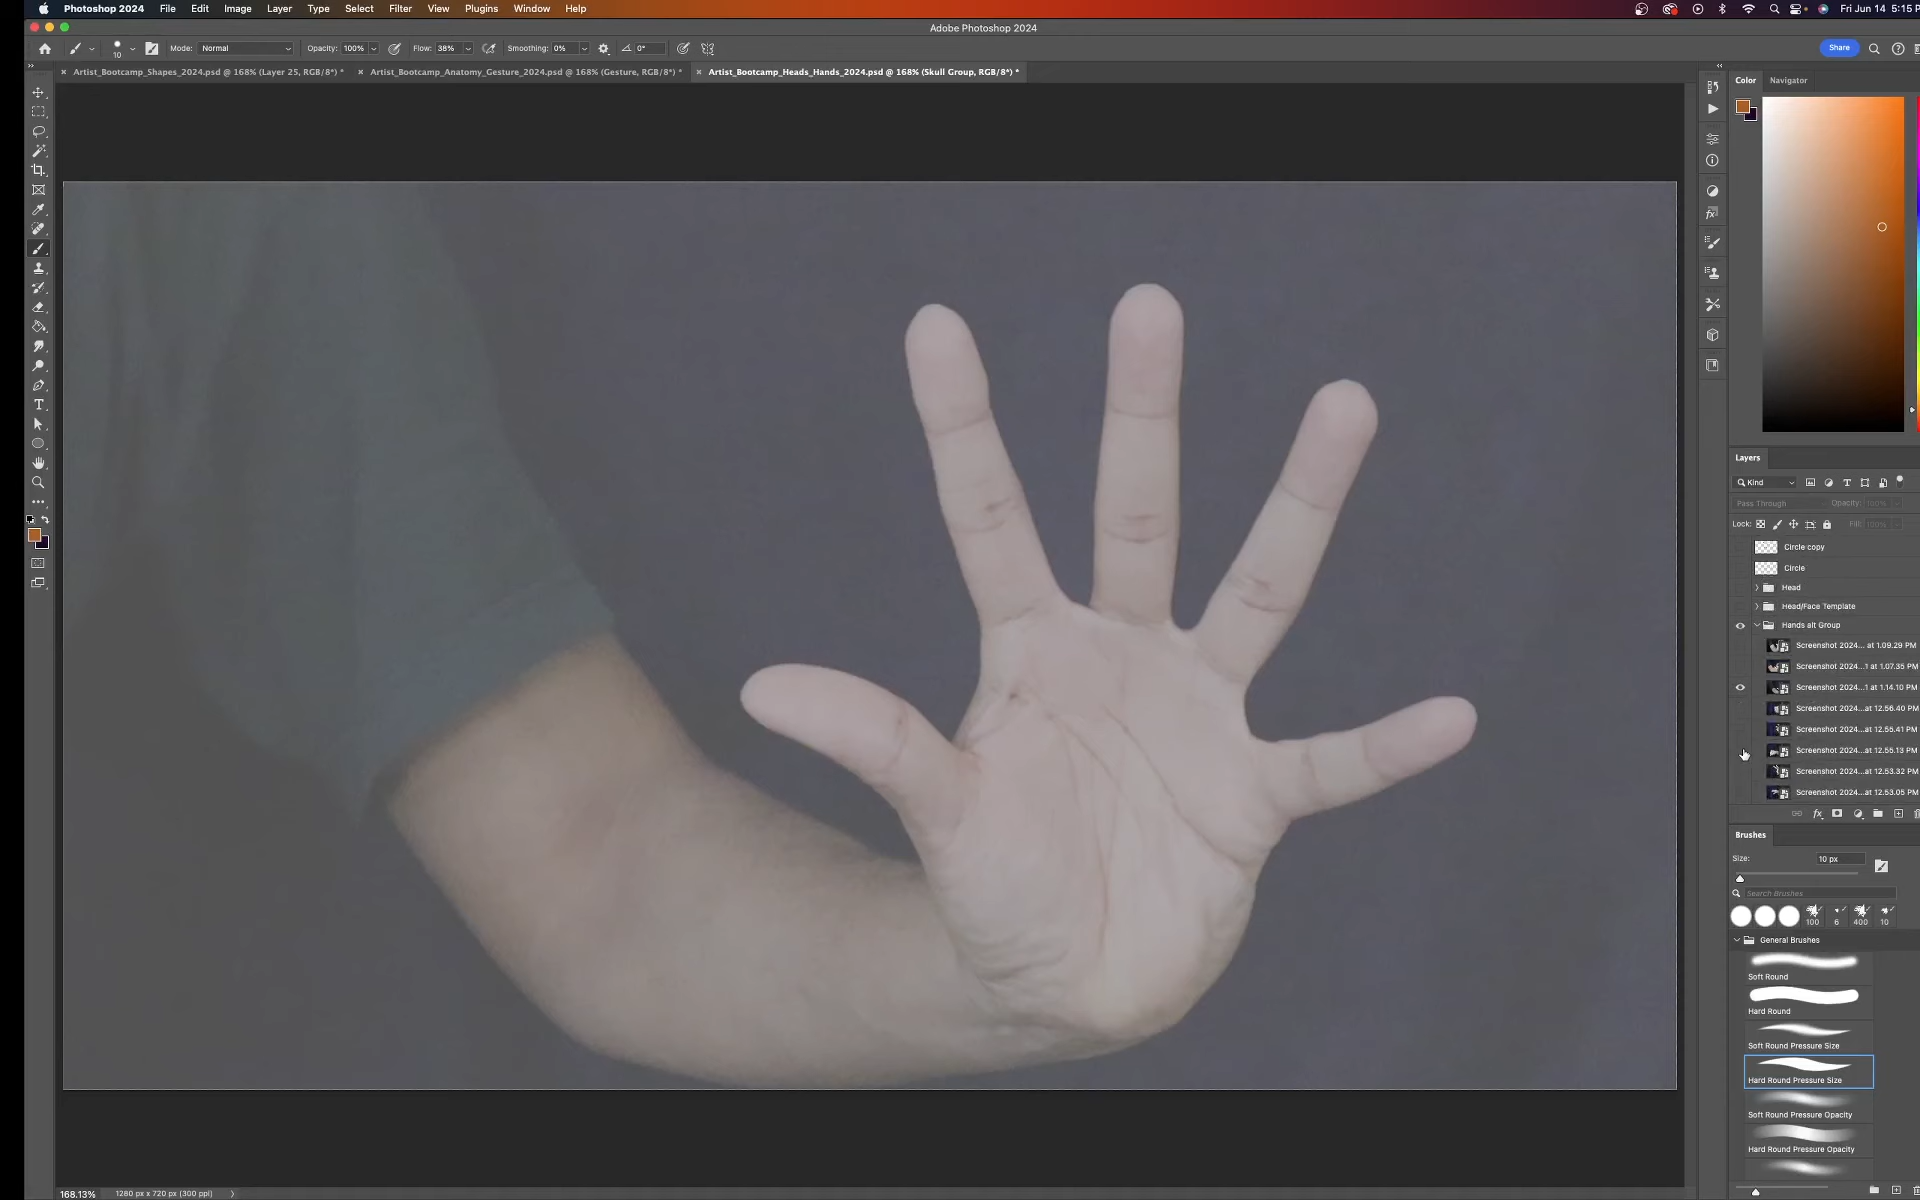 Photoshop 2024 File Edit Image Layer Type Select Filter View Plugins Window Help Fri Jun 14 5:15 P
Adobe Photoshop 2024
10 Mode: Normal Opacity: 100% Flow: 38% Smoothing: 0% 0° Share
Artist_Bootcamp_Shapes_2024.psd @ 168% (Layer 25, RGB/8*) *
Artist_Bootcamp_Anatomy_Gesture_2024.psd @ 168% (Gesture, RGB/8*) *
Artist_Bootcamp_Heads_Hands_2024.psd @ 168% (Skull Group, RGB/8*) *
Color Navigator
Layers
Kind
Pass Through Opacity: 100%
Lock: Fill: 100%
Circle copy
Circle
Head
Head/Face Template
Hands alt Group
Screenshot 2024... at 1.09.29 PM
Screenshot 2024...1 at 1.07.35 PM
Screenshot 2024...1 at 1.14.10 PM
Screenshot 2024...at 12.56.40 PM
Screenshot 2024...at 12.55.41 PM
Screenshot 2024...at 12.55.13 PM
Screenshot 2024...at 12.53.32 PM
Screenshot 2024...at 12.53.05 PM
Brushes
Size: 10 px
Search Brushes
100 6 400 10
General Brushes
Soft Round
Hard Round
Soft Round Pressure Size
Hard Round Pressure Size
Soft Round Pressure Opacity
Hard Round Pressure Opacity
168.13% 1280 px x 720 px (300 ppi)